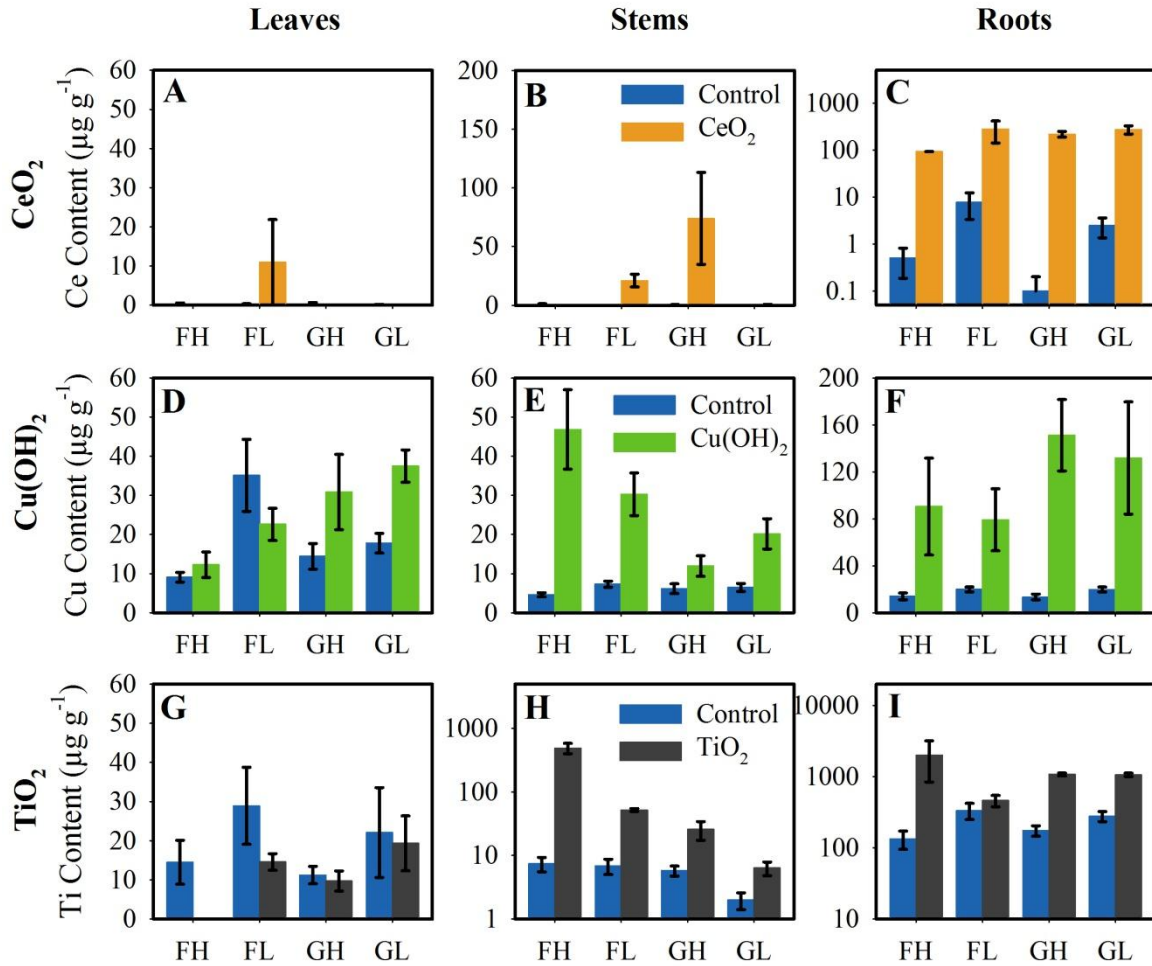 Leaves Stems Roots
CeO₂
Ce Content (µg g⁻¹)
A
60
50
40
30
20
10
0
FH FL GH GL
B
Control
CeO₂
200
150
100
50
0
FH FL GH GL
C
1000
100
10
1
0.1
FH FL GH GL
Cu(OH)₂
Cu Content (µg g⁻¹)
D
60
50
40
30
20
10
0
FH FL GH GL
E
Control
Cu(OH)₂
60
50
40
30
20
10
0
FH FL GH GL
F
200
160
120
80
40
0
FH FL GH GL
TiO₂
Ti Content (µg g⁻¹)
G
60
50
40
30
20
10
0
FH FL GH GL
H
Control
TiO₂
1000
100
10
1
FH FL GH GL
I
10000
1000
100
10
FH FL GH GL